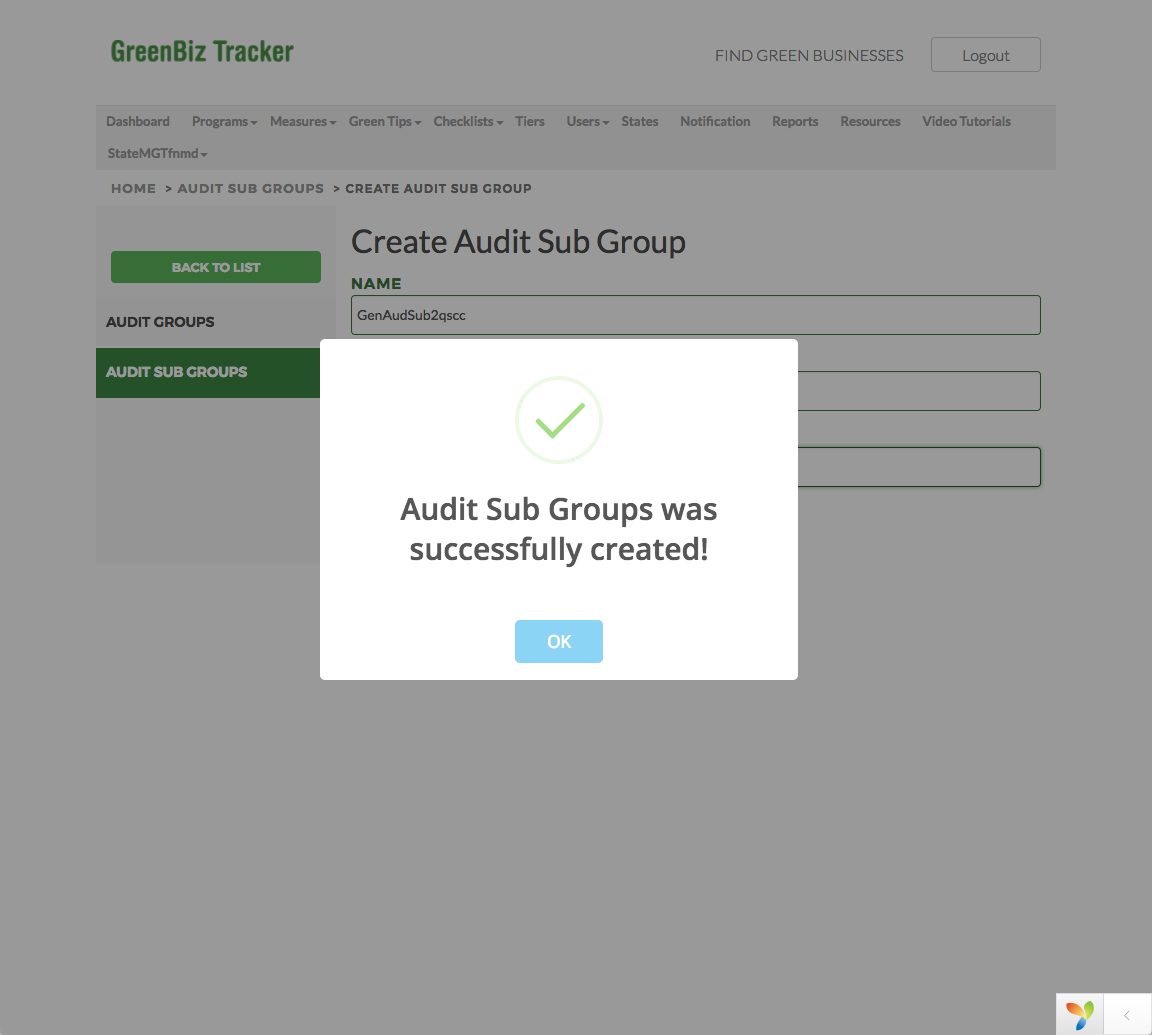 GreenBiz Tracker
FIND GREEN BUSINESSES
Logout
Dashboard Programs Measures Green Tips Checklists Tiers Users States Notification Reports Resources Video Tutorials
StateMGTfnmd
HOME > AUDIT SUB GROUPS > CREATE AUDIT SUB GROUP
BACK TO LIST
AUDIT GROUPS
AUDIT SUB GROUPS
Create Audit Sub Group
NAME
GenAudSub2qscc
Audit Sub Groups was
successfully created!
OK